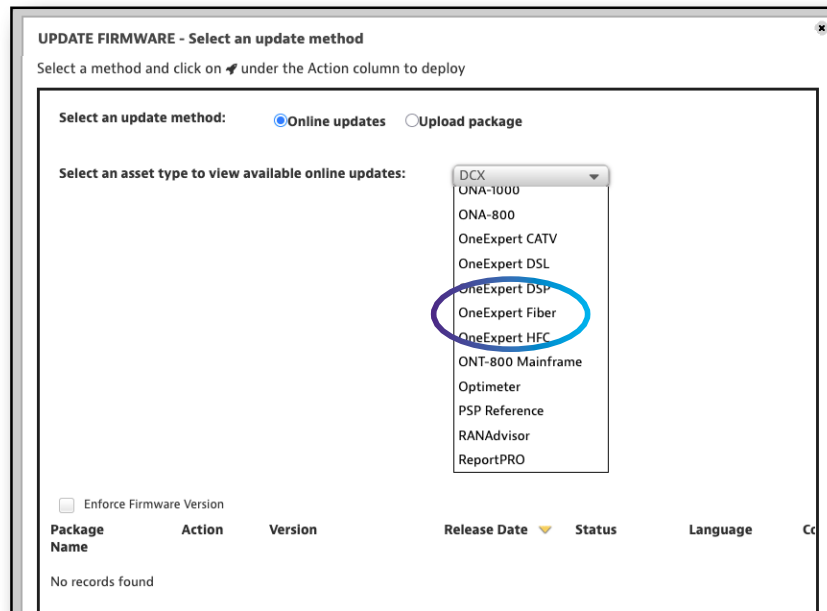 UPDATE FIRMWARE - Select an update method
Select a method and click on under the Action column to deploy
Select an update method: Online updates Upload package
Select an asset type to view available online updates: DCX
ONA-1000
ONA-800
OneExpert CATV
OneExpert DSL
OneExpert DSP
OneExpert Fiber
OneExpert HFC
ONT-800 Mainframe
Optimeter
PSP Reference
RANAdvisor
ReportPRO
Enforce Firmware Version
Package Action Version Release Date Status Language
Name
No records found